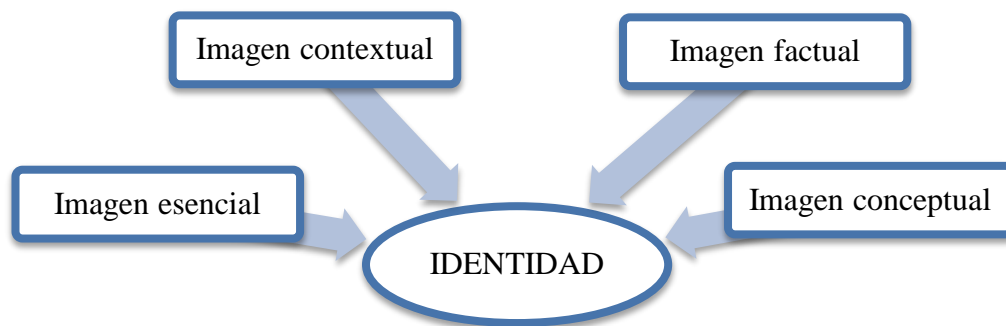 Imagen contextual
Imagen factual
Imagen esencial
Imagen conceptual
IDENTIDAD